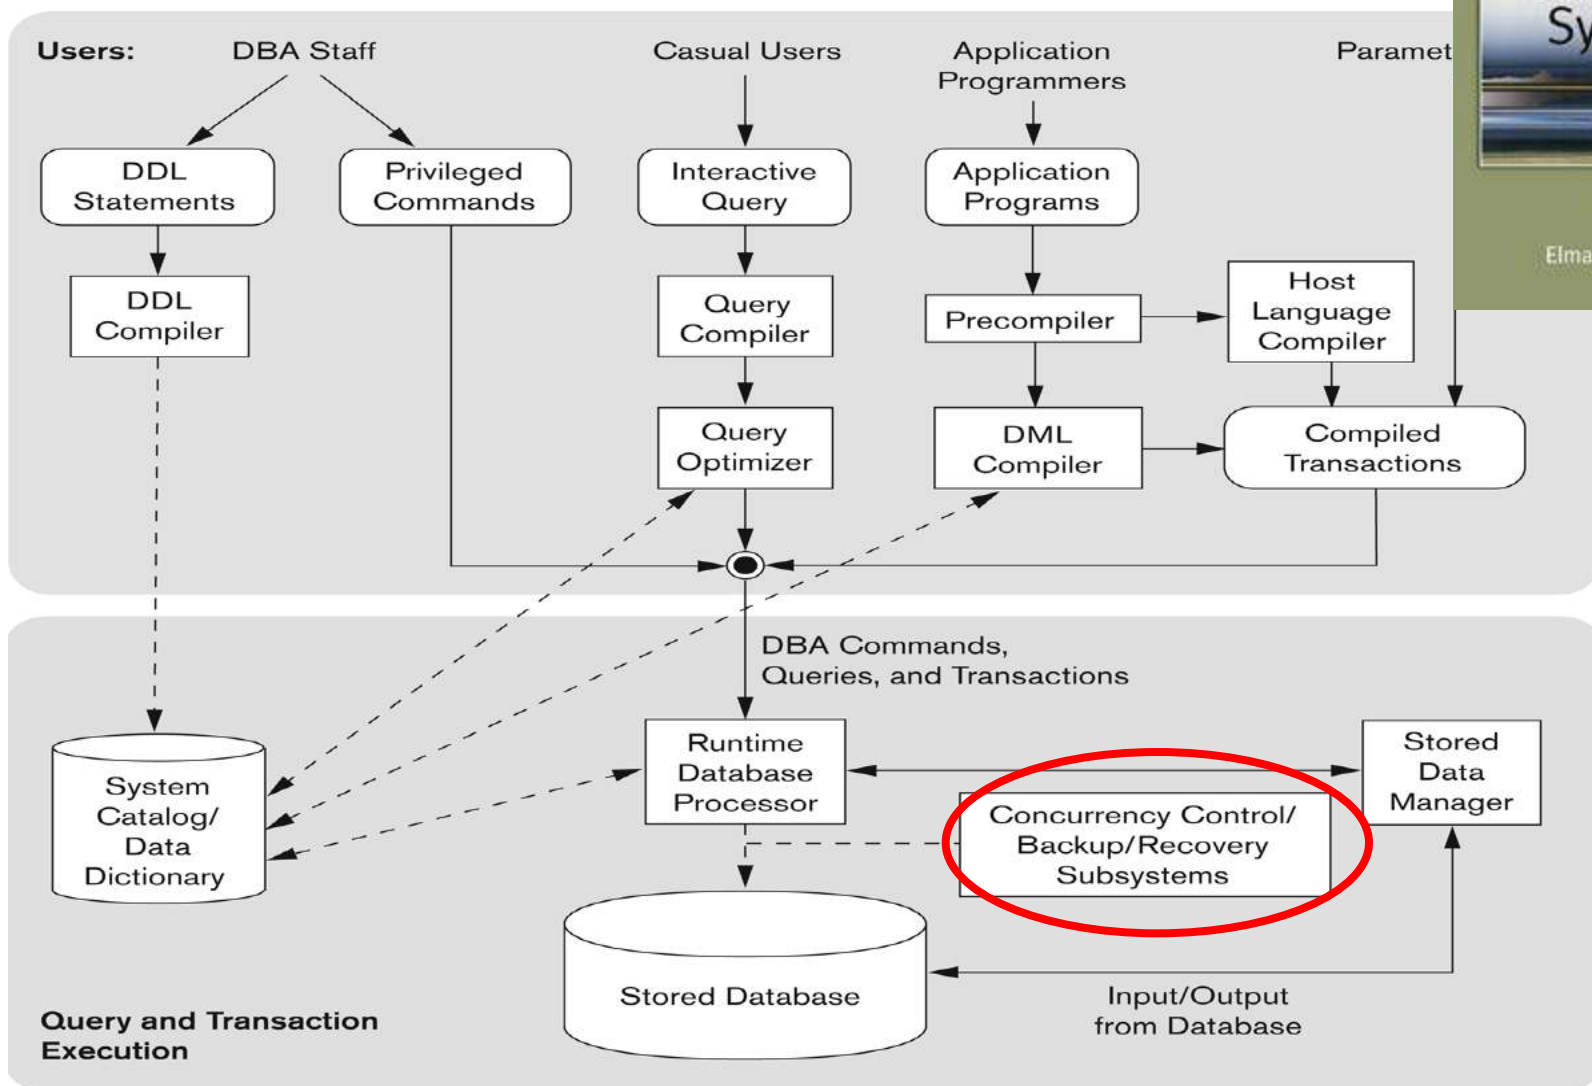 Users:
DBA Staff
Casual Users
Application
Programmers
DDL
Statements
Privileged
Commands
Interactive
Query
Application
Programs
DDL
Compiler
Query
Compiler
Precompiler
Host
Language
Compiler
Query
Optimizer
DML
Compiler
Compiled
Transactions
DBA Commands,
Queries, and Transactions
System
Catalog/
Data
Dictionary
Runtime
Database
Processor
Concurrency Control/
Backup/Recovery
Subsystems
Stored
Data
Manager
Stored Database
Input/Output
from Database
Query and Transaction
Execution